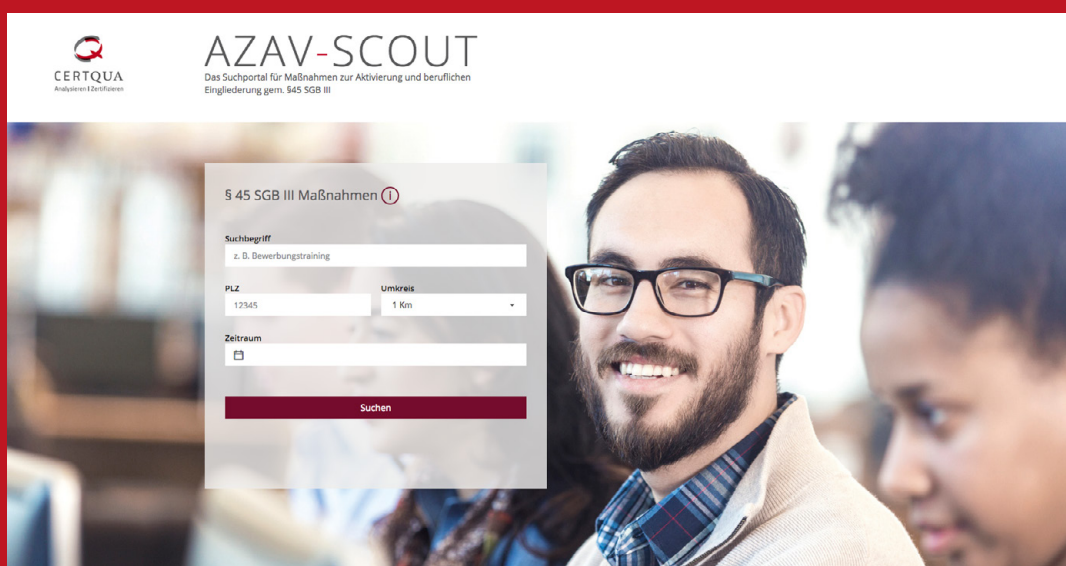 CERTQUA
Analysieren I Zertifizieren
AZAV-SCOUT
Das Suchportal für Maßnahmen zur Aktivierung und beruflichen
Eingliederung gem. §45 SGB III
§ 45 SGB III Maßnahmen i
Suchbegriff
z. B. Bewerbungstraining
PLZ Umkreis
12345 1 Km
Zeitraum
Suchen